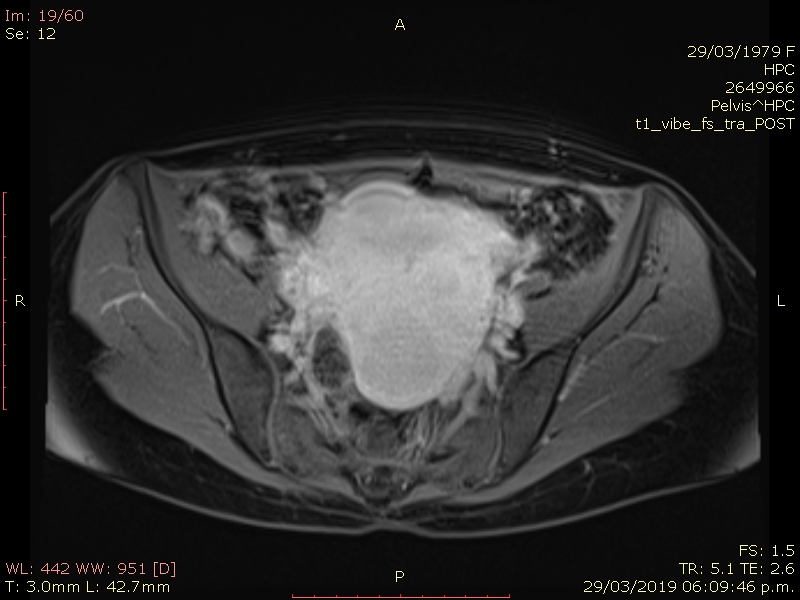 Im: 19/60
Se: 12
A
29/03/1979 F
HPC
2649966
Pelvis^HPC
t1_vibe_fs_tra_POST
R
L
WL: 442 WW: 951 [D]
T: 3.0mm L: 42.7mm
P
FS: 1.5
TR: 5.1 TE: 2.6
29/03/2019 06:09:46 p.m.